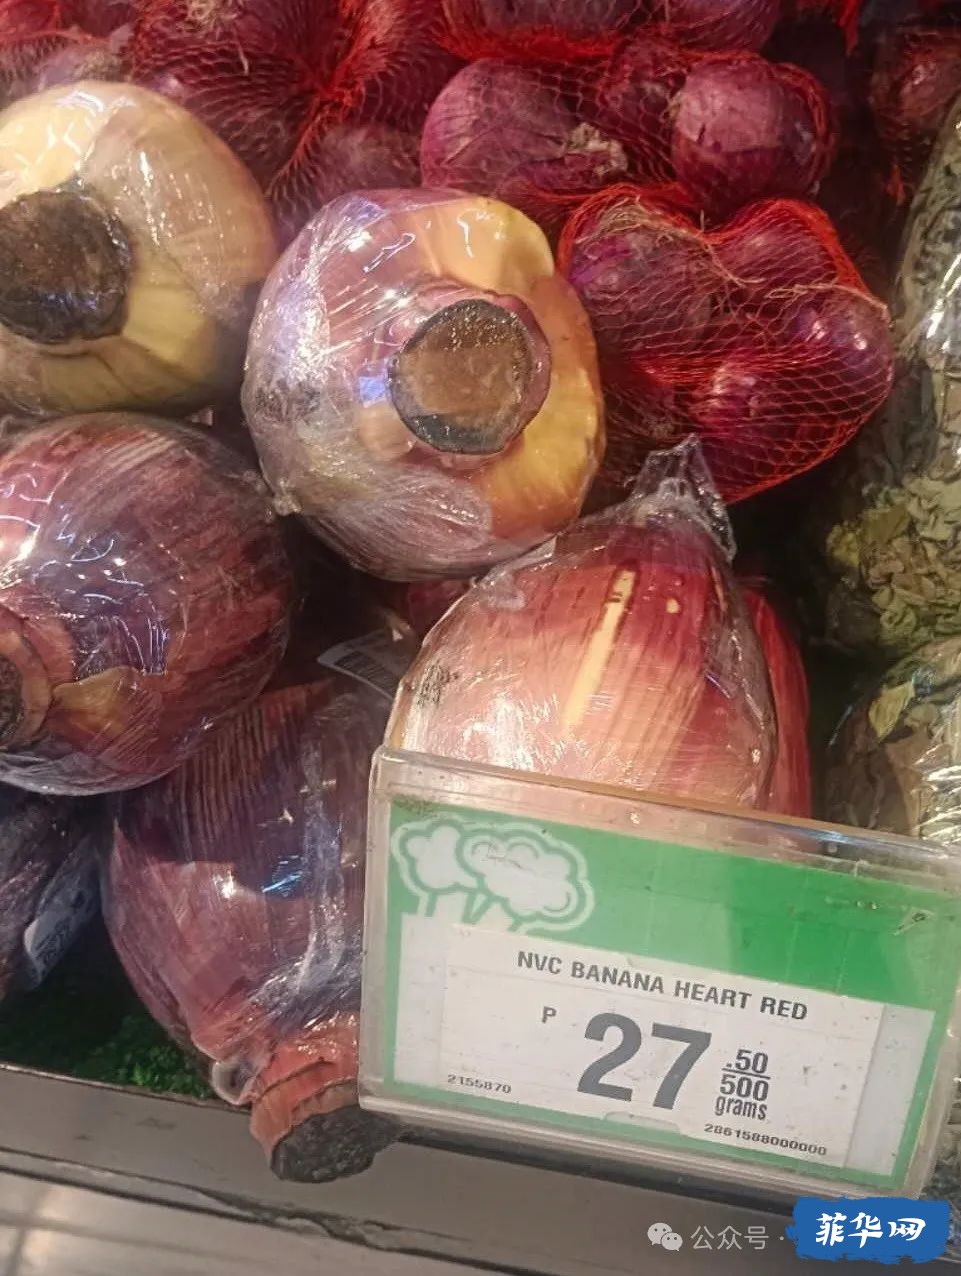 NVC BANANA HEART RED
P 27.50
500
grams
2155870
2861588000000
公众号 ·
菲华网